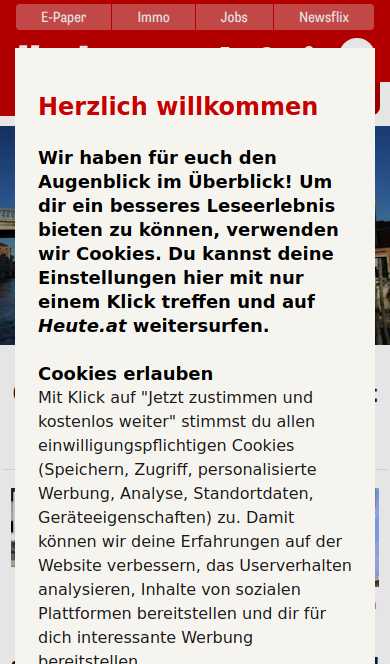 E-Paper
Immo
Jobs
Newsflix
Herzlich willkommen
Wir haben für euch den
Augenblick im Überblick! Um
dir ein besseres Leseerlebnis
bieten zu können, verwenden
wir Cookies. Du kannst deine
Einstellungen hier mit nur
einem Klick treffen und auf
Heute.at weitersurfen.
Cookies erlauben
Mit Klick auf "Jetzt zustimmen und
kostenlos weiter" stimmst du allen
einwilligungspflichtigen Cookies
(Speichern, Zugriff, personalisierte
Werbung, Analyse, Standortdaten,
Geräteeigenschaften) zu. Damit
können wir deine Erfahrungen auf der
Website verbessern, das Userverhalten
analysieren, Inhalte von sozialen
Plattformen bereitstellen und dir für
dich interessante Werbung
bereitstellen